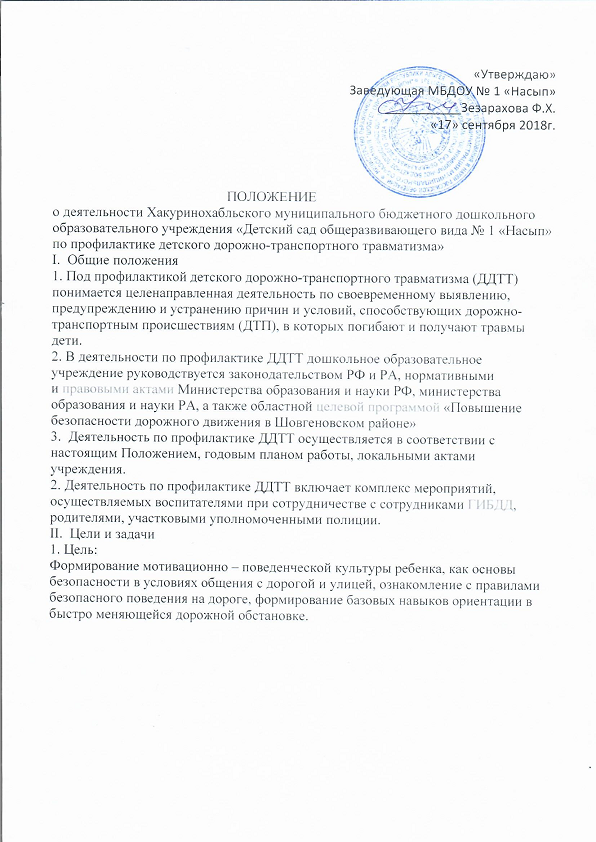 «Утверждаю»
Заведующая МБДОУ № 1 «Насып»
Зезарахова Ф.Х.
«17» сентября 2018г.
ПОЛОЖЕНИЕ
о деятельности Хакуринохабльского муниципального бюджетного дошкольного
образовательного учреждения «Детский сад общеразвивающего вида № 1 «Насып»
по профилактике детского дорожно-транспортного травматизма»
I. Общие положения
1. Под профилактикой детского дорожно-транспортного травматизма (ДДТТ)
понимается целенаправленная деятельность по своевременному выявлению,
предупреждению и устранению причин и условий, способствующих дорожно-
транспортным происшествиям (ДТП), в которых погибают и получают травмы
дети.
2. В деятельности по профилактике ДДТТ дошкольное образовательное
учреждение руководствуется законодательством РФ и РА, нормативными
и правовыми актами Министерства образования и науки РФ, министерства
образования и науки РА, а также областной целевой программой «Повышение
безопасности дорожного движения в Шовгеновском районе»
3. Деятельность по профилактике ДДТТ осуществляется в соответствии с
настоящим Положением, годовым планом работы, локальными актами
учреждения.
2. Деятельность по профилактике ДДТТ включает комплекс мероприятий,
осуществляемых воспитателями при сотрудничестве с сотрудниками ГИБДД,
родителями, участковыми уполномоченными полиции.
II. Цели и задачи
1. Цель:
Формирование мотивационно – поведенческой культуры ребенка, как основы
безопасности в условиях общения с дорогой и улицей, ознакомление с правилами
безопасного поведения на дороге, формирование базовых навыков ориентации в
быстро меняющейся дорожной обстановке.